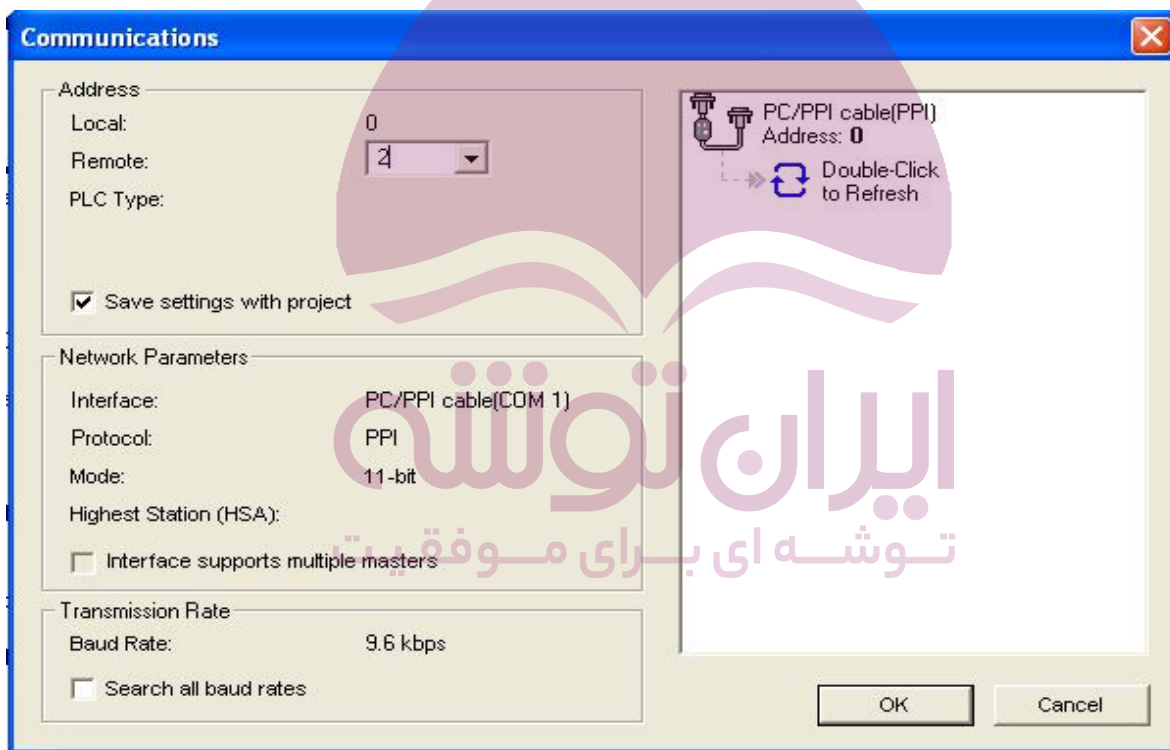 Communications
Address
Local: 0
Remote: 2
PLC Type:
Save settings with project
Network Parameters
Interface: PC/PPI cable(COM 1)
Protocol: PPI
Mode: 11-bit
Highest Station (HSA):
Interface supports multiple masters
Transmission Rate
Baud Rate: 9.6 kbps
Search all baud rates
PC/PPI cable(PPI)
Address: 0
Double-Click
to Refresh
OK Cancel
ایران توشه
توشه ای برای موفقیت